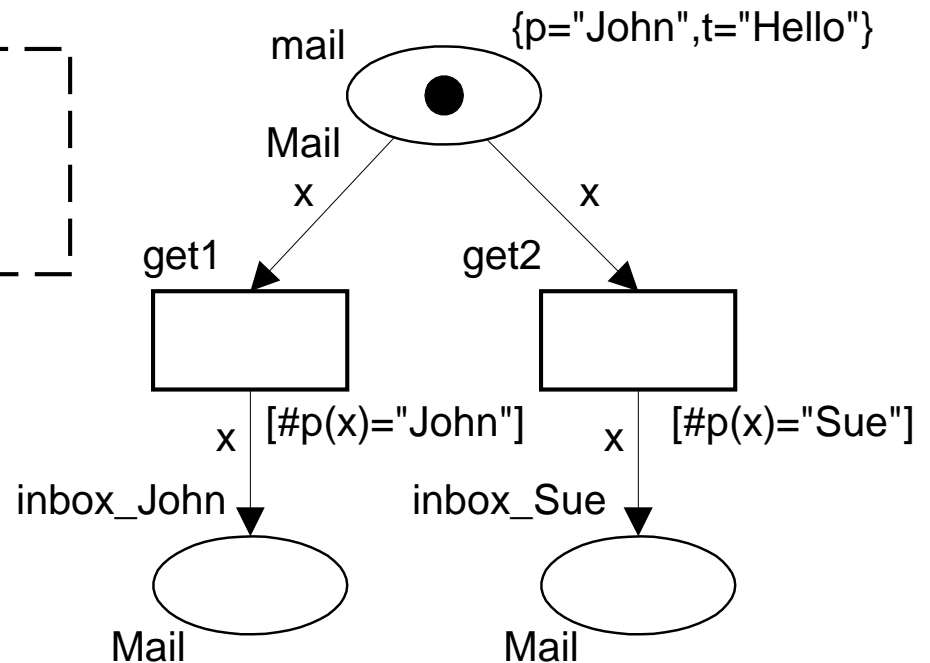 mail
{p="John",t="Hello"}
Mail
x
x
get1
get2
x
[#p(x)="John"]
x
[#p(x)="Sue"]
inbox_John
inbox_Sue
Mail
Mail